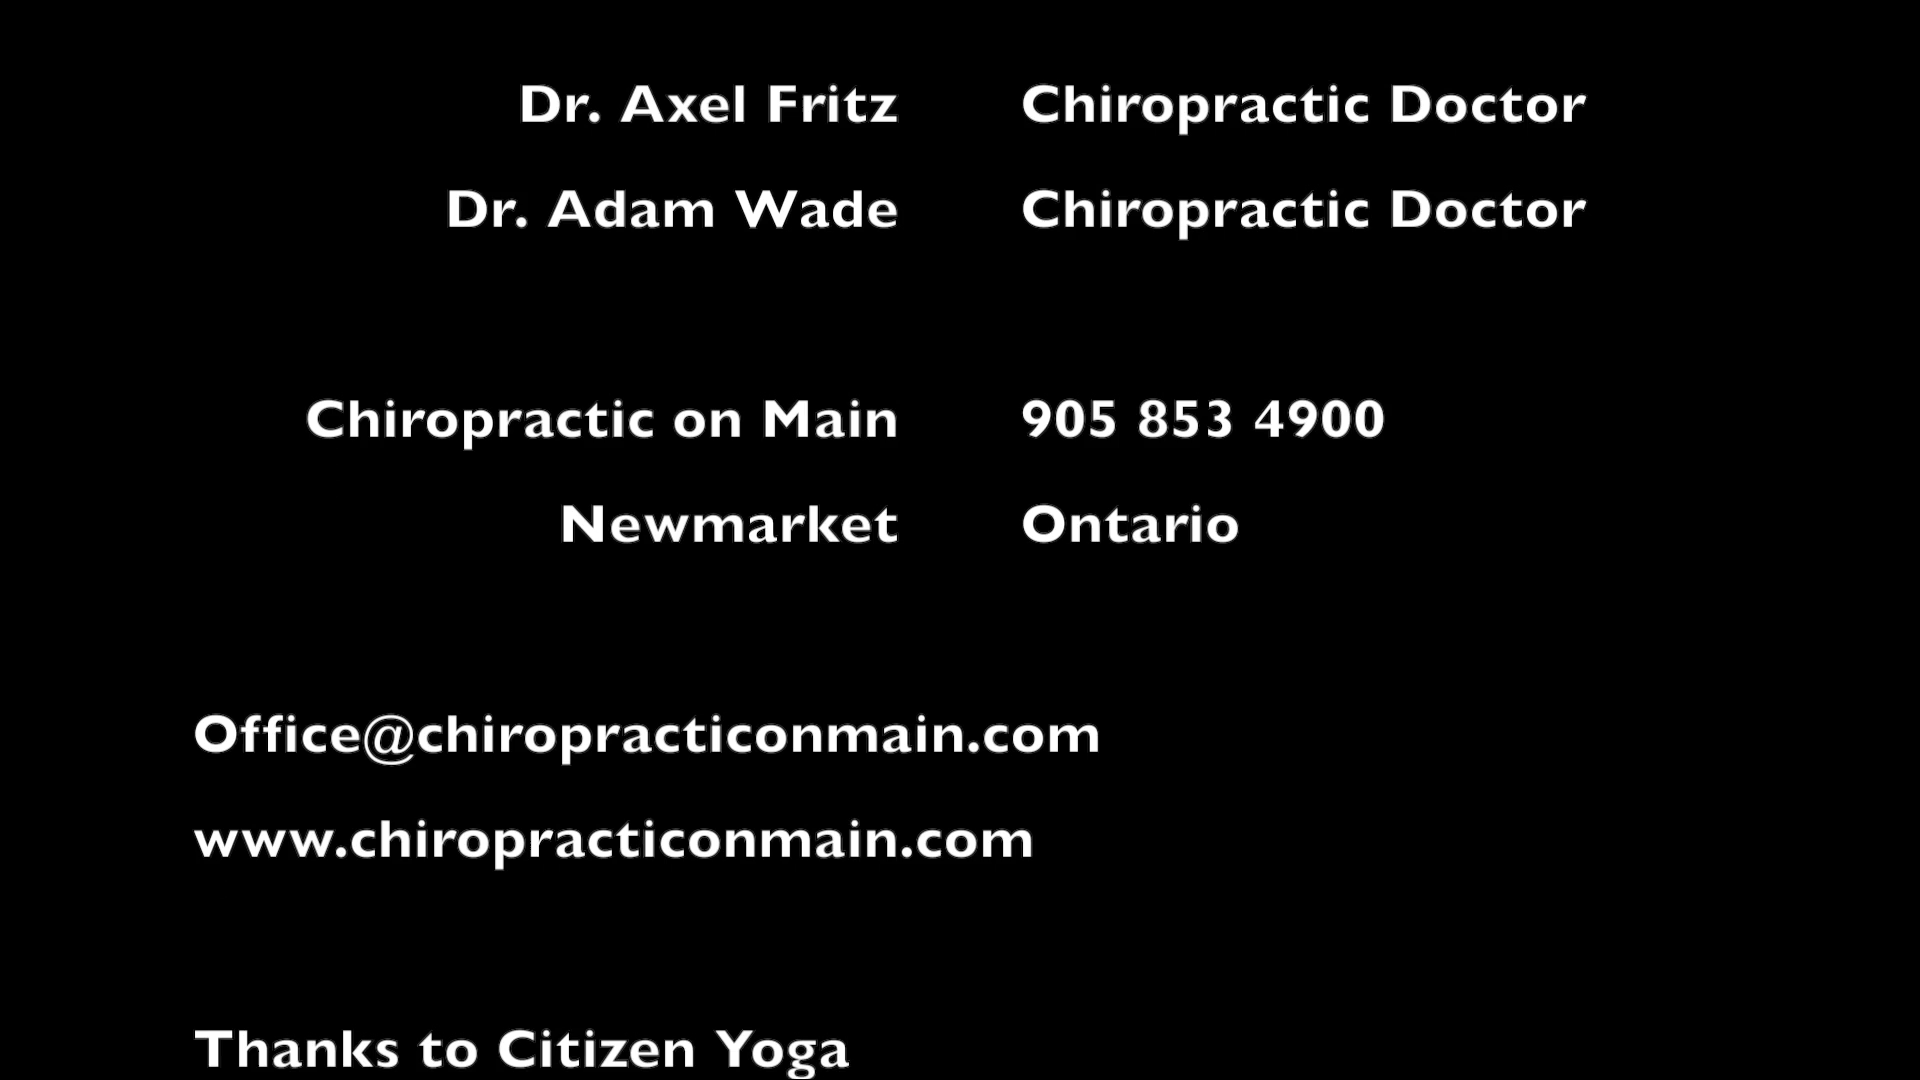 Dr. Axel Fritz Chiropractic Doctor
Dr. Adam Wade Chiropractic Doctor
Chiropractic on Main 905 853 4900
Newmarket Ontario
Office@chiropracticonmain.com
www.chiropracticonmain.com
Thanks to Citizen Yoga